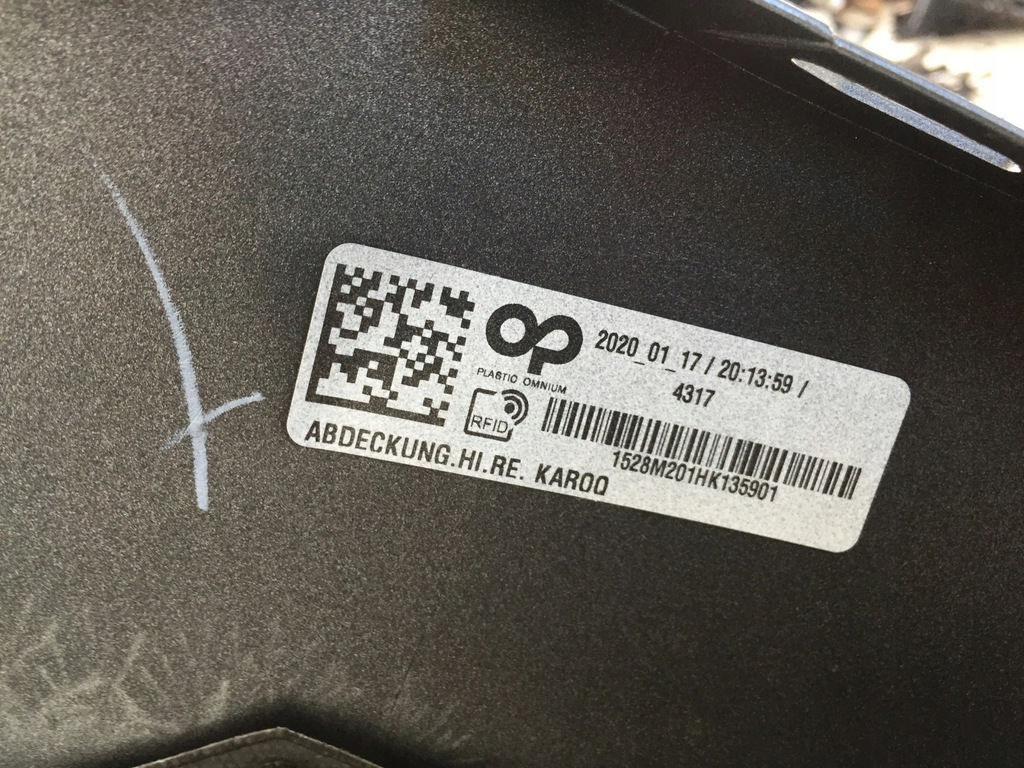 2020_01_17 / 20:13:59 /
4317
PLASTIC OMNIUM
RFID
1528M201HK135901
ABDECKUNG.HI.RE. KAROQ